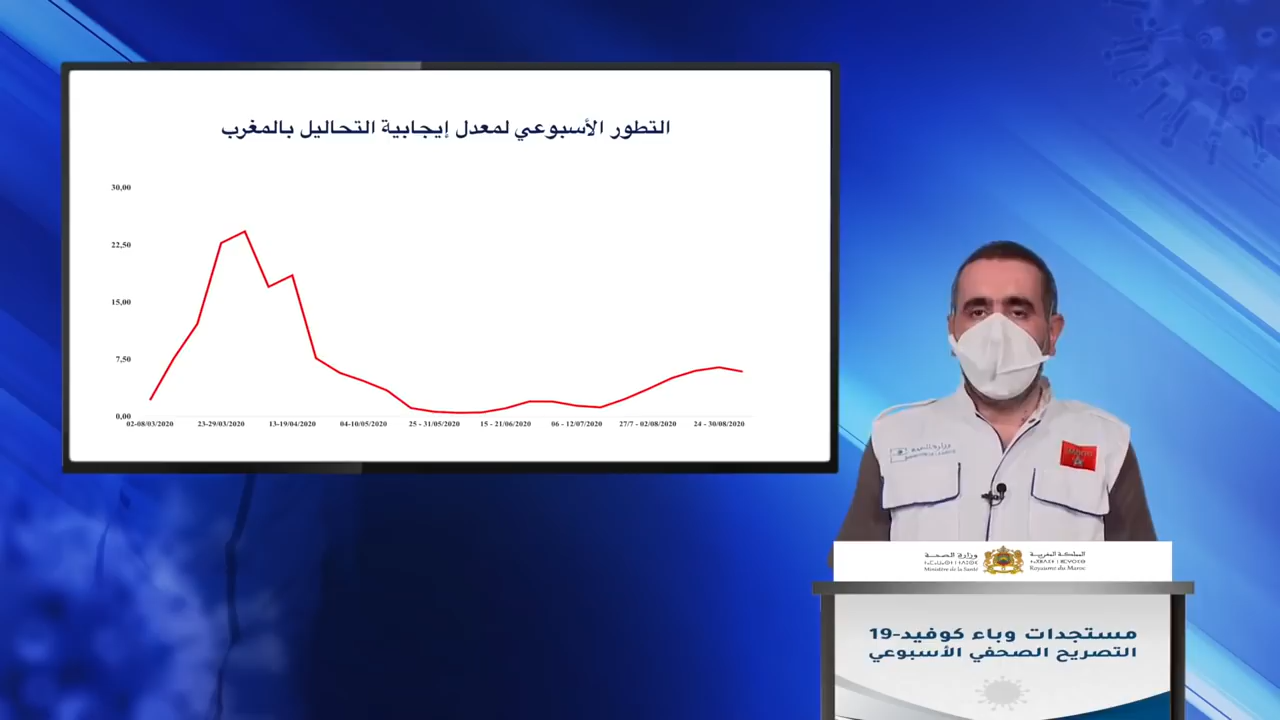 التطور الأسبوعي لمعدل إيجابية التحاليل بالمغرب
30,00
22,50
15,00
7,50
0,00
02-08/03/2020
23-29/03/2020
13-19/04/2020
04-10/05/2020
25 - 31/05/2020
15 - 21/06/2020
06 - 12/07/2020
27/7 - 02/08/2020
24 - 30/08/2020
وزارة الصحة
المملكة المغربية
وزارة الصحة
Ministère de la Santé
Royaume du Maroc
مستجدات وباء كوفيد-19
التصريح الصحفي الأسبوعي